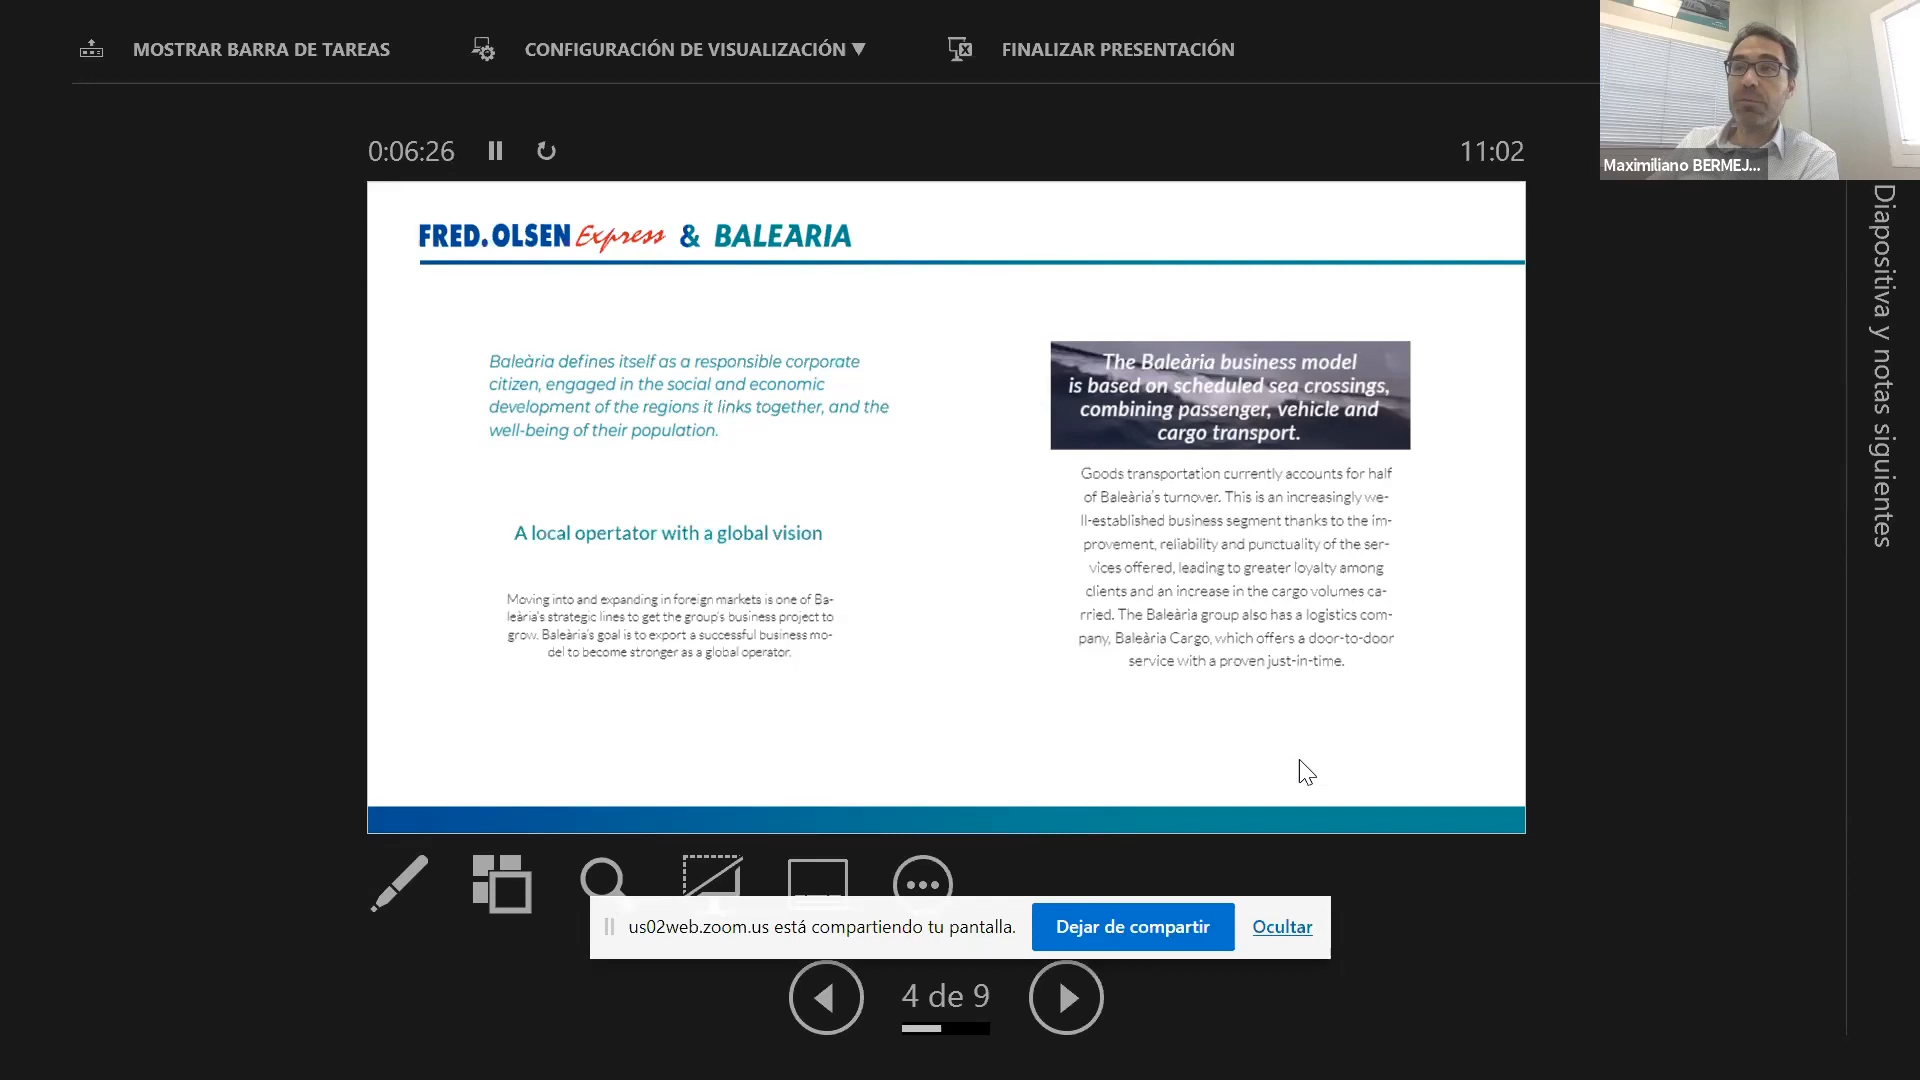 MOSTRAR BARRA DE TAREAS
CONFIGURACIÓN DE VISUALIZACIÓN ▼
FINALIZAR PRESENTACIÓN
Maximiliano BERMEJ...
0:06:26
11:02
FRED. OLSEN Express & BALEÀRIA
Baleària defines itself as a responsible corporate
citizen, engaged in the social and economic
development of the regions it links together, and the
well-being of their population.
A local opertator with a global vision
Moving into and expanding in foreign markets is one of Ba-
leària's strategic lines to get the group's business project to
grow. Baleària's goal is to export a successful business mo-
del to become stronger as a global operator.
The Baleària business model
is based on scheduled sea crossings,
combining passenger, vehicle and
cargo transport.
Goods transportation currently accounts for half
of Baleària's turnover. This is an increasingly we-
ll-established business segment thanks to the im-
provement, reliability and punctuality of the ser-
vices offered, leading to greater loyalty among
clients and an increase in the cargo volumes ca-
rried. The Baleària group also has a logistics com-
pany, Baleària Cargo, which offers a door-to-door
service with a proven just-in-time.
Diapositiva y notas siguientes
us02web.zoom.us está compartiendo tu pantalla.
Dejar de compartir
Ocultar
4 de 9